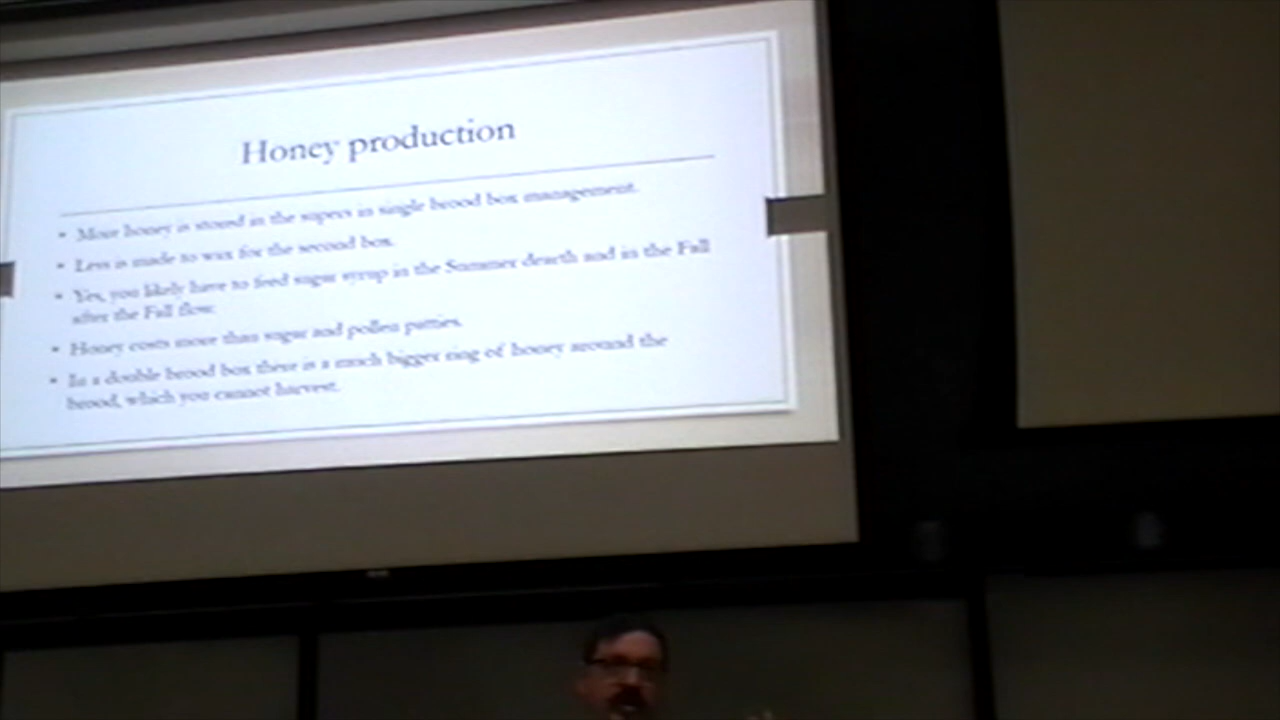 Honey production
• Most honey is stored in the supers in single brood box management.
• Less is made to wax for the second box.
• Yes, you likely have to feed sugar syrup in the Summer dearth and in the Fall
after the Fall flow.
• Honey costs more than sugar and pollen patties.
• In a double brood box there is a much bigger ring of honey around the
brood, which you cannot harvest.